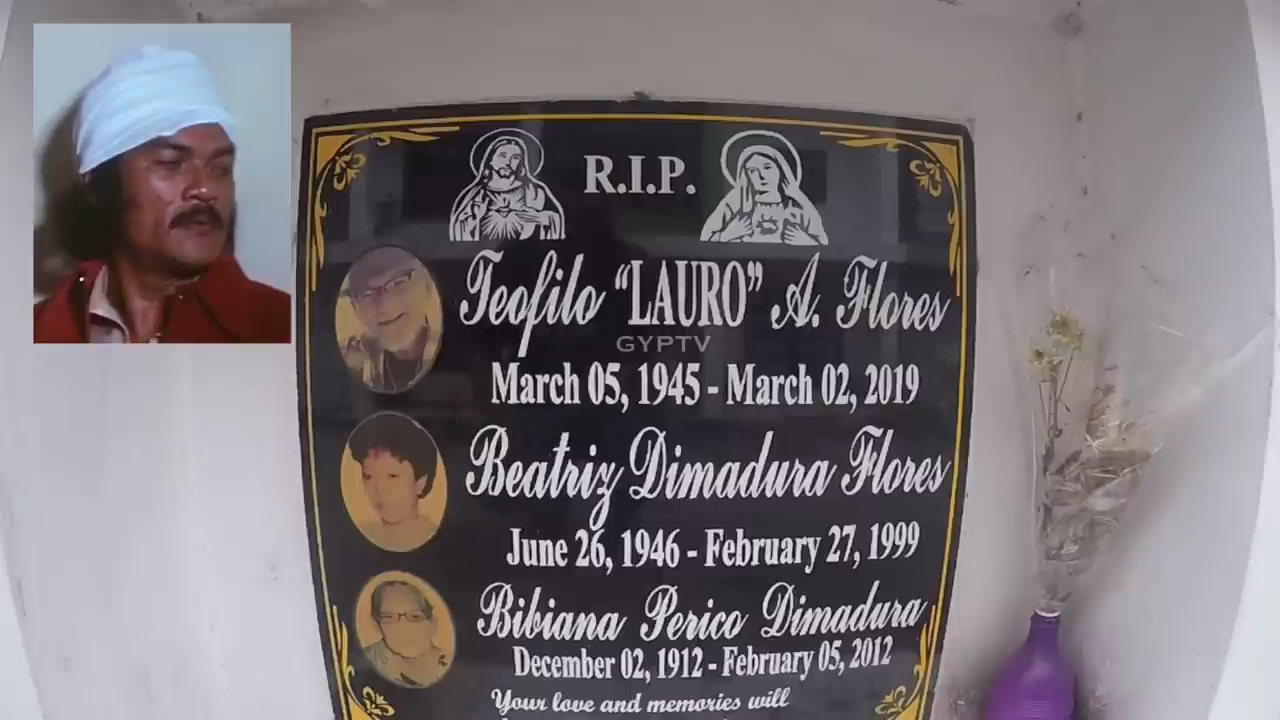 R.I.P.
Teofilo “LAURO” A. Flores
GYPTV
March 05, 1945 - March 02, 2019
Beatriz Dimadura Flores
June 26, 1946 - February 27, 1999
Bibiana Perico Dimadura
December 02, 1912 - February 05, 2012
Your love and memories will